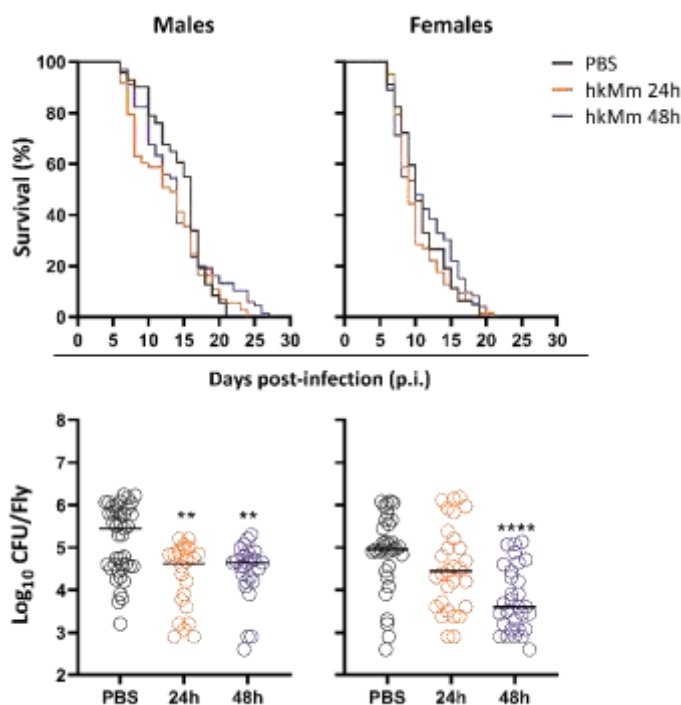 Males Females
PBS
hkMm 24h
hkMm 48h
Survival (%)
100
80
60
40
20
0
0 5 10 15 20 25 30 0 5 10 15 20 25 30
Days post-infection (p.i.)
Log10 CFU/Fly
8
7
6
5
4
3
2
** ** ****
PBS 24h 48h PBS 24h 48h